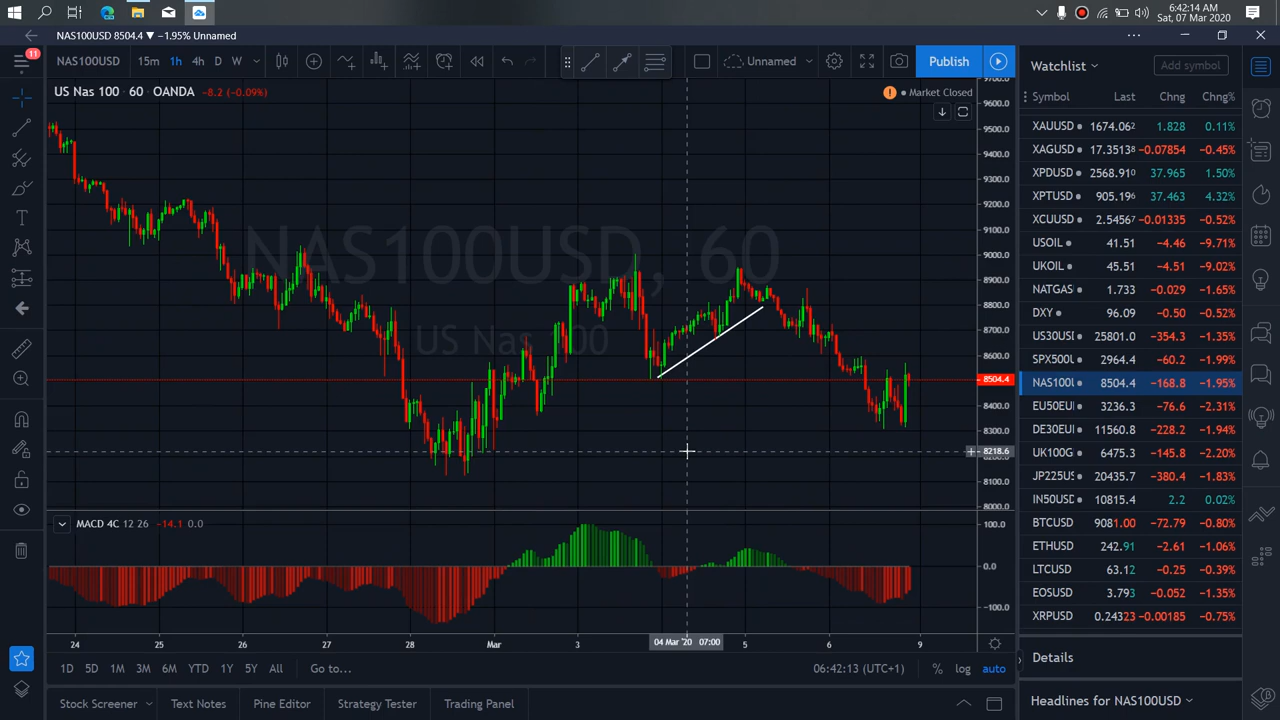 6:42:14 AM
Sat, 07 Mar 2020
NAS100USD 8504.4 ▼ −1.95% Unnamed
11
NAS100USD 15m 1h 4h D W Unnamed Publish
Watchlist Add symbol
US Nas 100 60 OANDA −8.2 (−0.09%)
Market Closed
Symbol Last Chng Chng%
XAUUSD 1674.06² 1.828 0.11%
XAGUSD 17.3513⁸ −0.07854 −0.45%
XPDUSD 2568.91⁰ 37.965 1.50%
XPTUSD 905.19⁶ 37.463 4.32%
XCUUSD 2.5456⁷ −0.01335 −0.52%
USOIL 41.51 −4.46 −9.71%
UKOIL 45.51 −4.51 −9.02%
NATGAS 1.733 −0.029 −1.65%
DXY 96.09 −0.50 −0.52%
US30USD 25801.0 −354.3 −1.35%
SPX500U 2964.4 −60.2 −1.99%
NAS100U 8504.4 −168.8 −1.95%
EU50EUI 3236.3 −76.6 −2.31%
DE30EUI 11560.8 −228.2 −1.94%
UK100G 6475.3 −145.8 −2.20%
JP225US 20435.7 −380.4 −1.83%
IN50USD 10815.4 2.2 0.02%
BTCUSD 9081.00 −72.79 −0.80%
ETHUSD 242.91 −2.61 −1.06%
LTCUSD 63.12 −0.25 −0.39%
EOSUSD 3.793 −0.052 −1.35%
XRPUSD 0.24323 −0.00185 −0.75%
NAS100USD, 60
US Nas 100
9700.0
9600.0
9500.0
9400.0
9300.0
9200.0
9100.0
9000.0
8900.0
8800.0
8700.0
8600.0
8504.4
8400.0
8300.0
8218.6
8100.0
8000.0
MACD 4C 12 26 −14.1 0.0
100.0
0.0
−100.0
24 25 26 27 28 Mar 3 04 Mar '20 07:00 5 6 9
1D 5D 1M 3M 6M YTD 1Y 5Y All Go to...
06:42:13 (UTC+1) % log auto
Details
Stock Screener Text Notes Pine Editor Strategy Tester Trading Panel
Headlines for NAS100USD